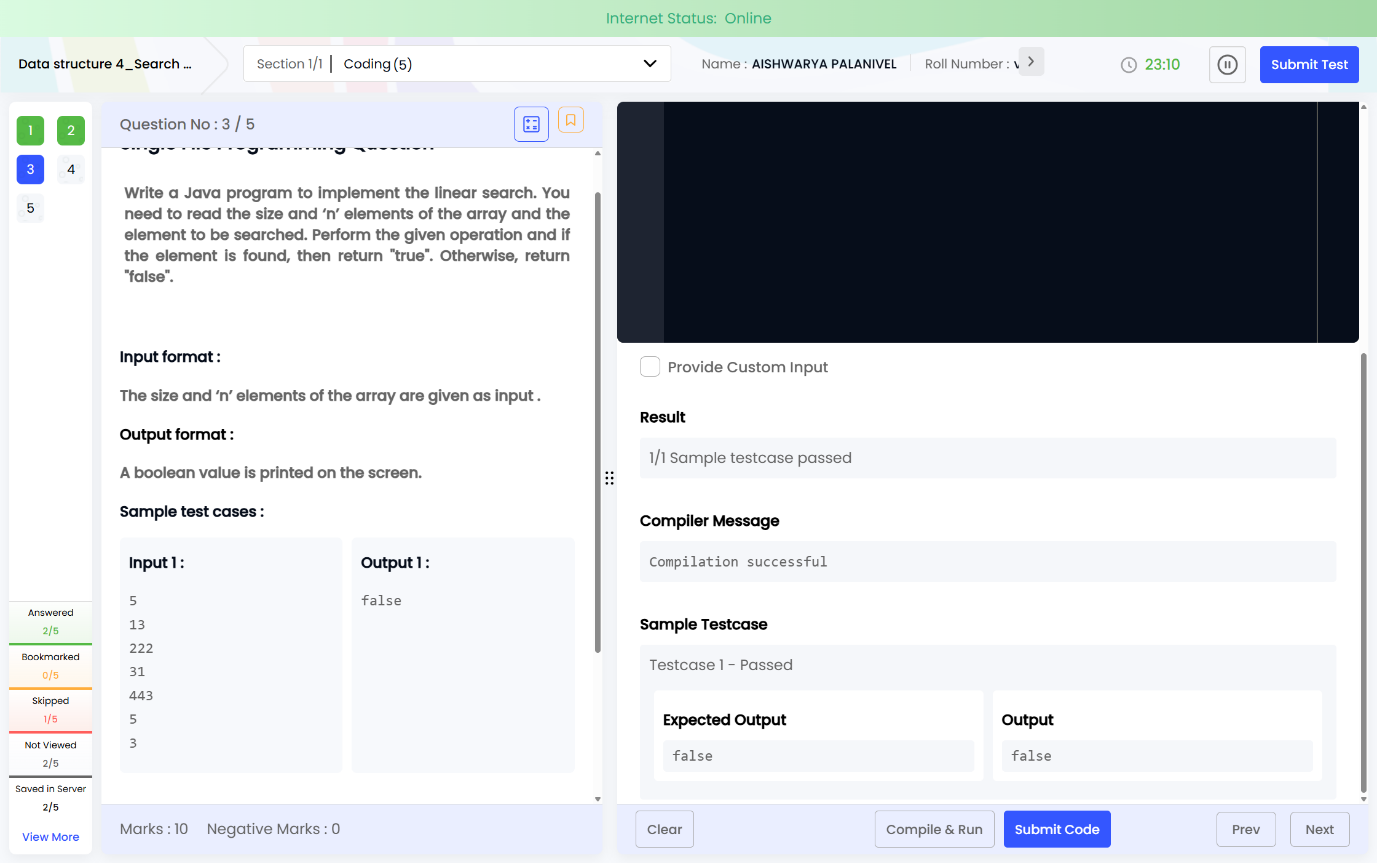 Internet Status: Online
Data structure 4_Search ...
Section 1/1 | Coding (5)
Name : AISHWARYA PALANIVEL
Roll Number : v
23:10
Submit Test
1
2
3
4
5
Answered
2/5
Bookmarked
0/5
Skipped
1/5
Not Viewed
2/5
Saved in Server
2/5
View More
Question No : 3 / 5
Single File Programming Question
Write a Java program to implement the linear search. You
need to read the size and ‘n’ elements of the array and the
element to be searched. Perform the given operation and if
the element is found, then return "true". Otherwise, return
"false".
Input format :
The size and ‘n’ elements of the array are given as input .
Output format :
A boolean value is printed on the screen.
Sample test cases :
Input 1 :
5
13
222
31
443
5
3
Output 1 :
false
Marks : 10
Negative Marks : 0
Provide Custom Input
Result
1/1 Sample testcase passed
Compiler Message
Compilation successful
Sample Testcase
Testcase 1 - Passed
Expected Output
false
Output
false
Clear
Compile & Run
Submit Code
Prev
Next